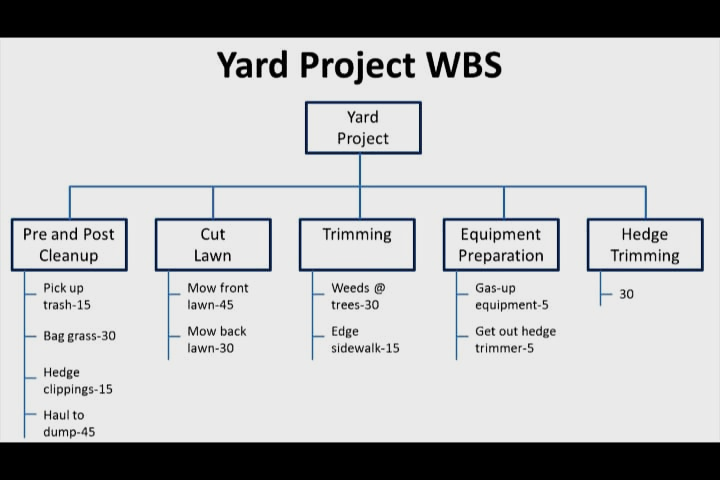 Yard Project WBS
Yard
Project
Pre and Post
Cleanup
Cut
Lawn
Trimming
Equipment
Preparation
Hedge
Trimming
Pick up
trash-15
Bag grass-30
Hedge
clippings-15
Haul to
dump-45
Mow front
lawn-45
Mow back
lawn-30
Weeds @
trees-30
Edge
sidewalk-15
Gas-up
equipment-5
Get out hedge
trimmer-5
30